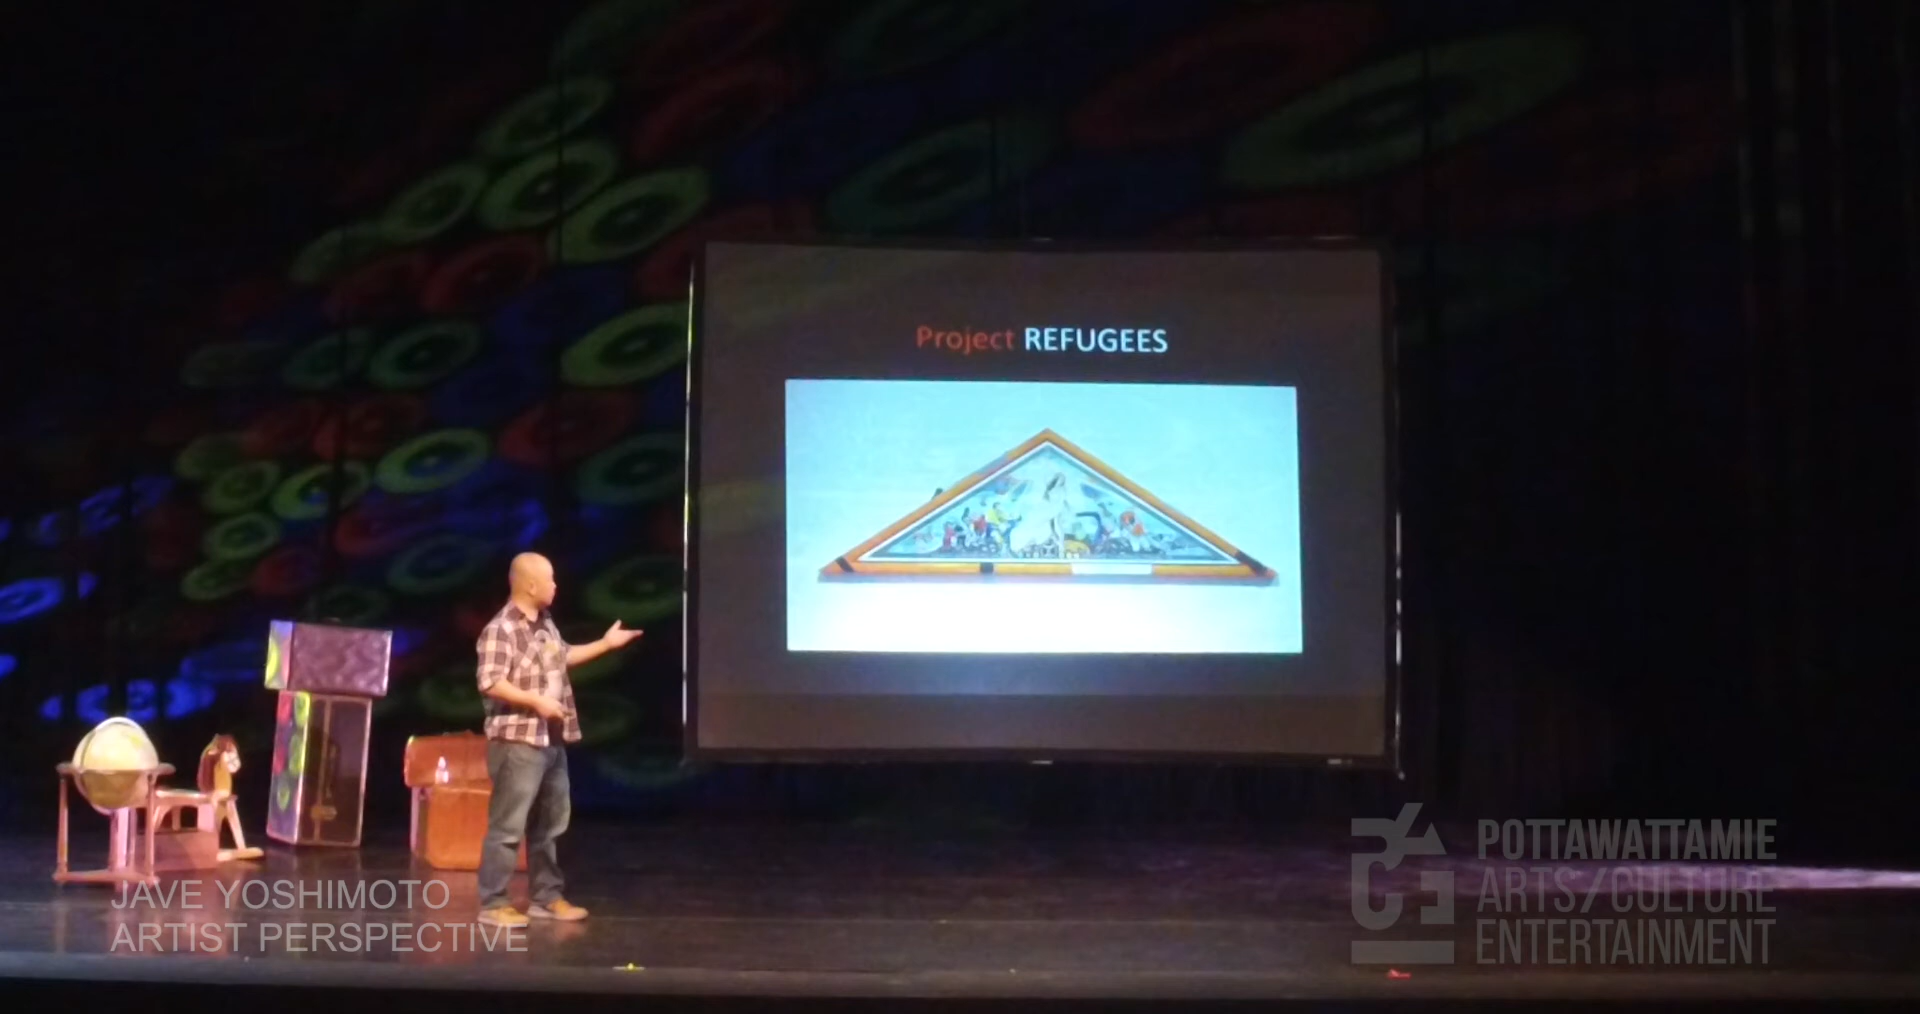 Project REFUGEES
JAVE YOSHIMOTO
ARTIST PERSPECTIVE
POTTAWATTAMIE
ARTS/CULTURE
ENTERTAINMENT